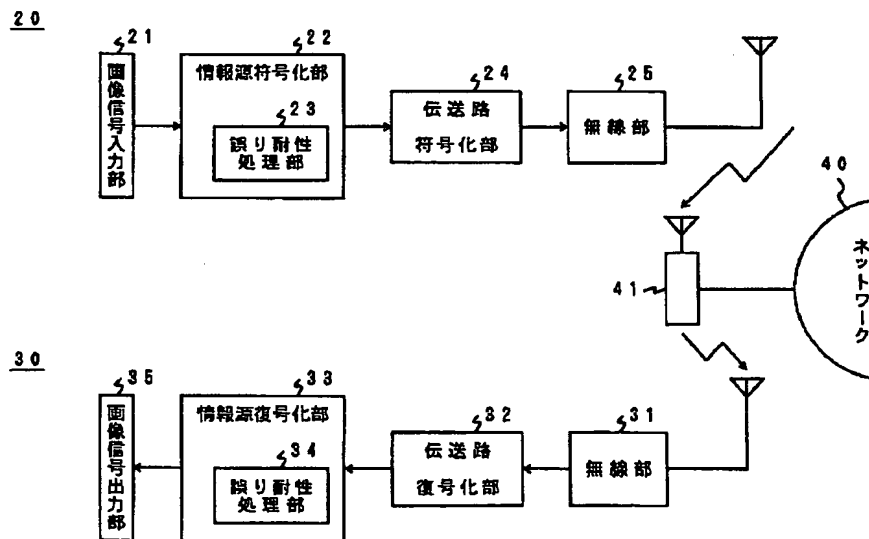 20
21
画像信号入力部
22
情報源符号化部
23
誤り耐性
処理部
24
伝送路
符号化部
25
無線部
40
ネットワーク
41
30
35
画像信号出力部
33
情報源復号化部
34
誤り耐性
処理部
32
伝送路
復号化部
31
無線部